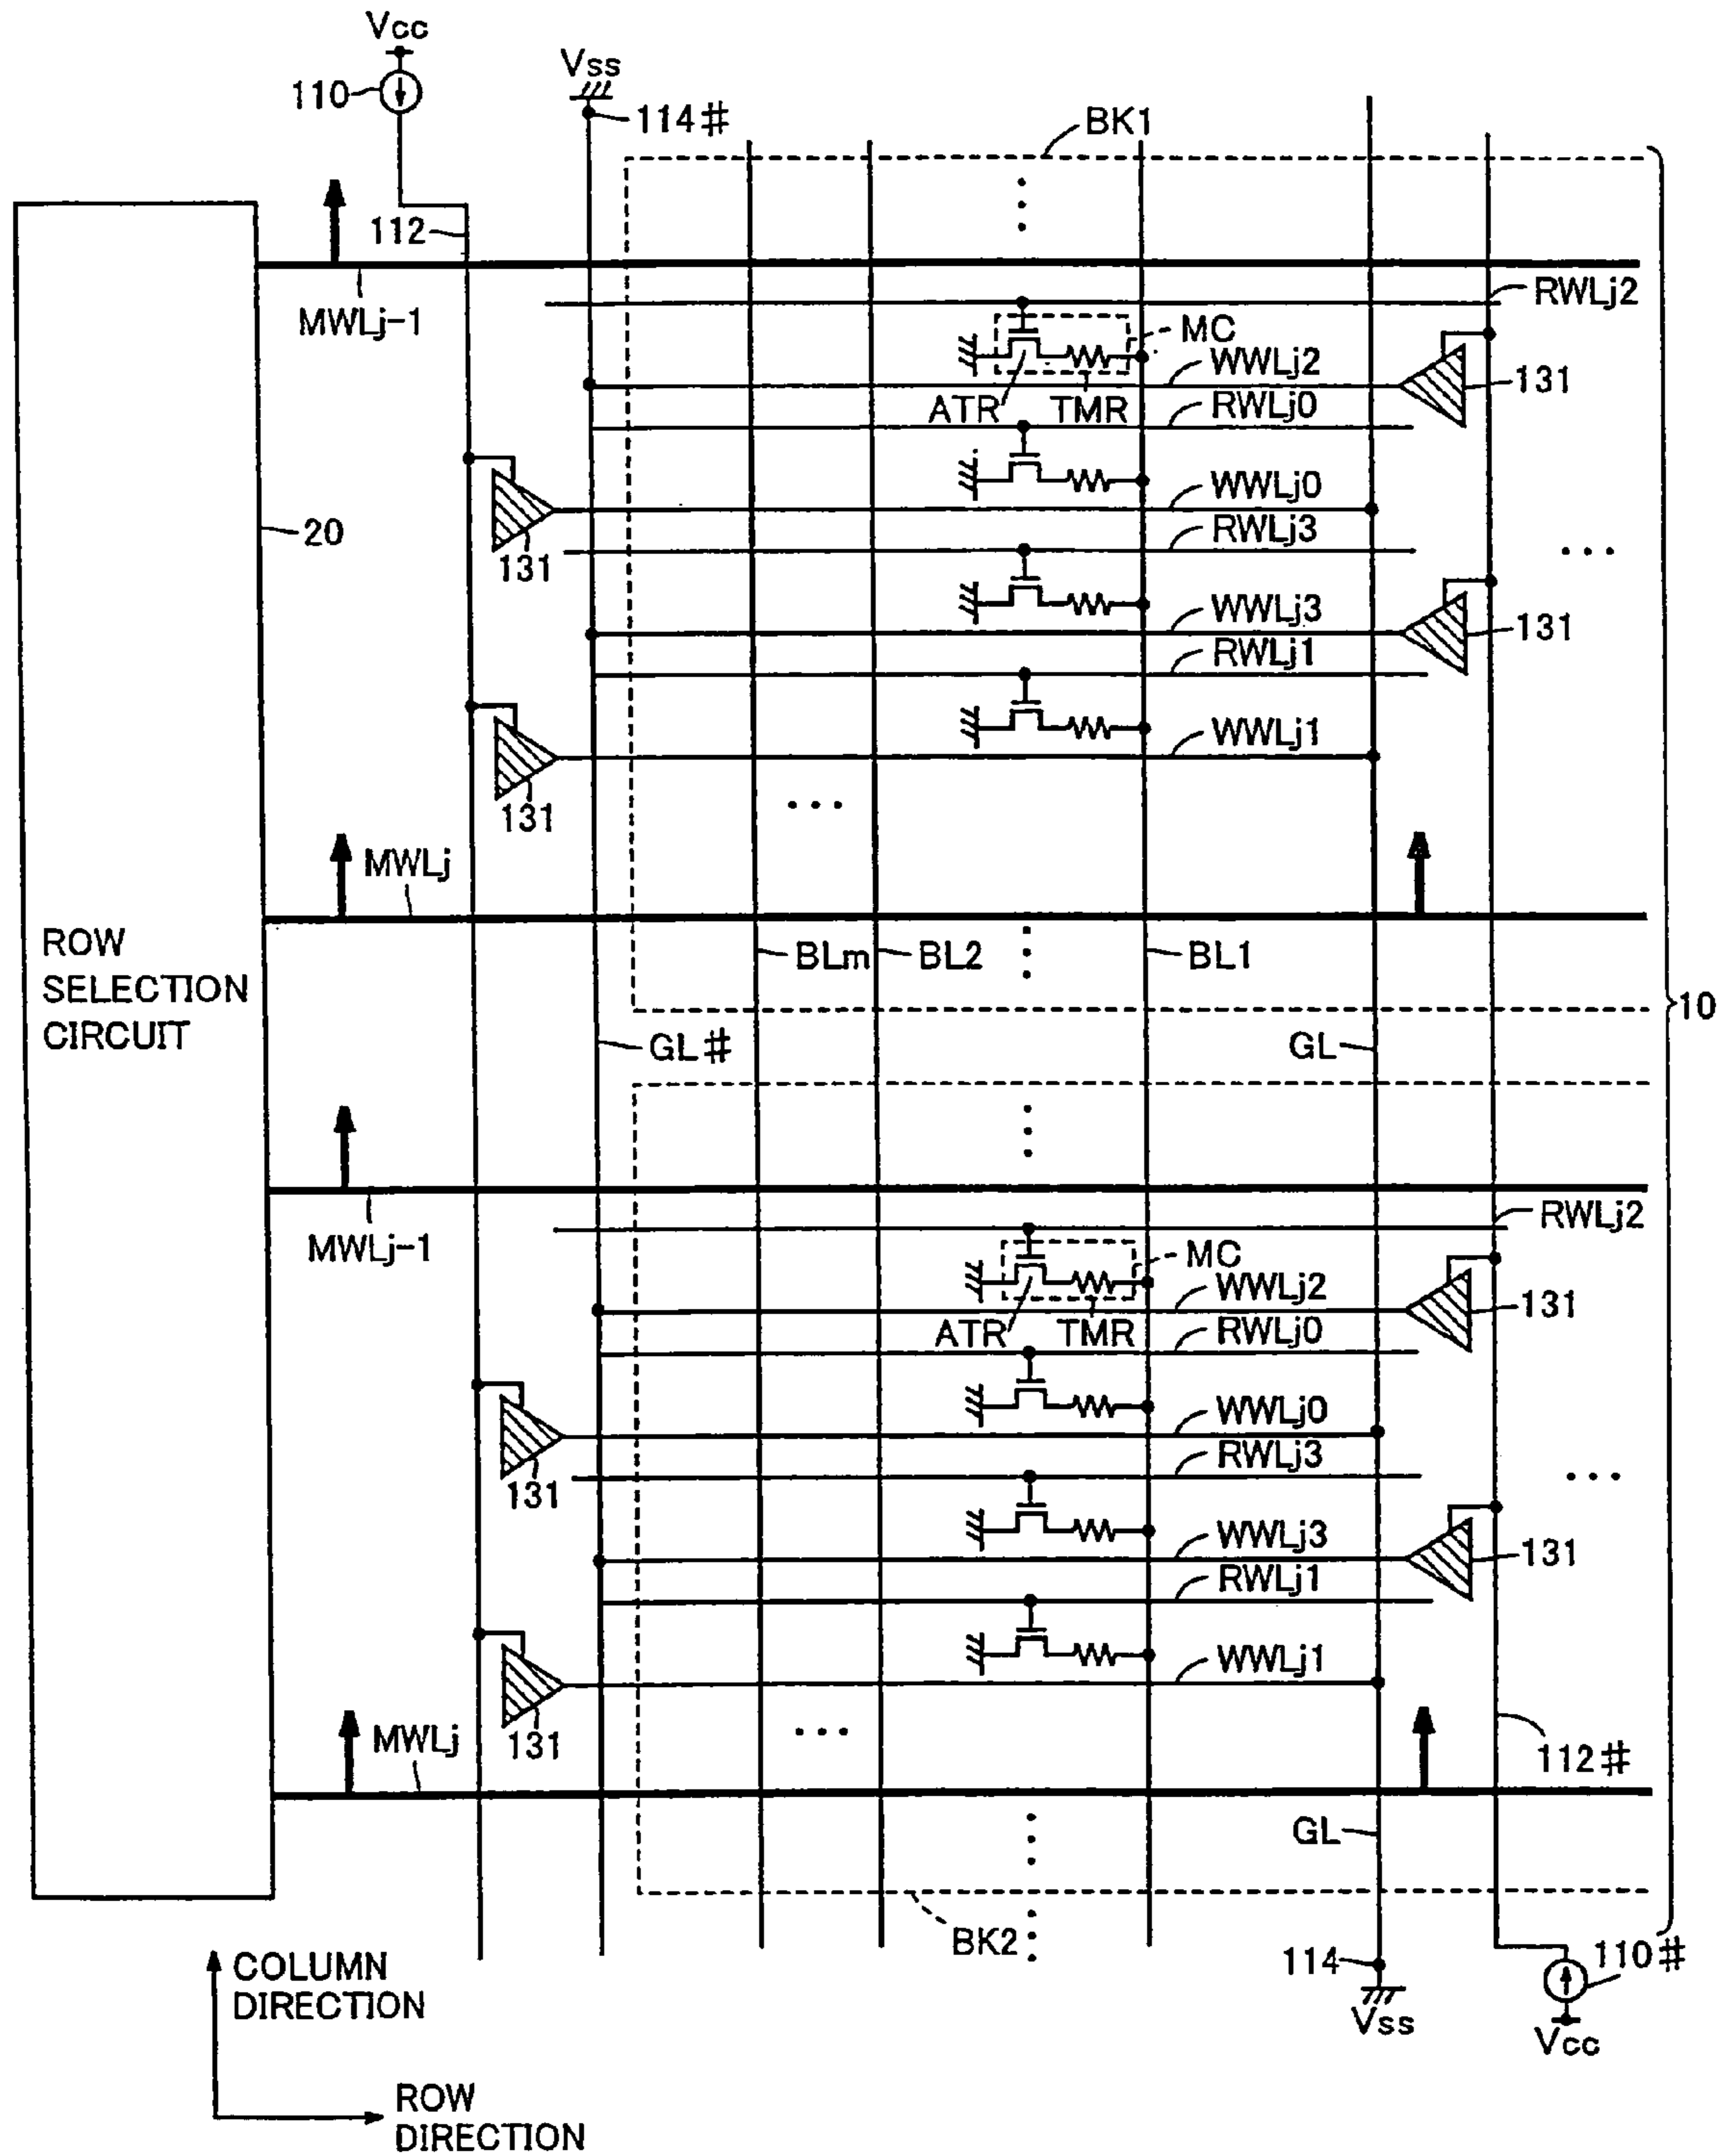 Vcc
110
Vss
114#
BK1
112
MWLj-1
RWLj2
MC
WWLj2
131
ATR
TMR
RWLj0
WWLj0
20
131
RWLj3
...
WWLj3
131
RWLj1
WWLj1
131
...
MWLj
ROW
SELECTION
CIRCUIT
BLm
BL2
BL1
10
GL#
GL
MWLj-1
RWLj2
MC
WWLj2
131
ATR
TMR
RWLj0
WWLj0
131
RWLj3
...
WWLj3
131
RWLj1
WWLj1
131
...
MWLj
112#
GL
BK2
114
110#
Vss
Vcc
COLUMN
DIRECTION
ROW
DIRECTION